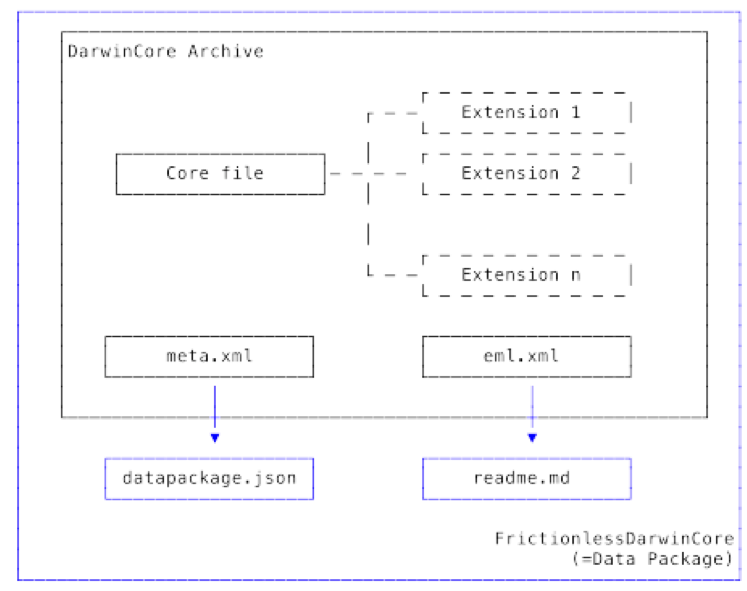 DarwinCore Archive
Extension 1
Core file
Extension 2
Extension n
meta.xml
eml.xml
datapackage.json
readme.md
FrictionlessDarwinCore
(=Data Package)